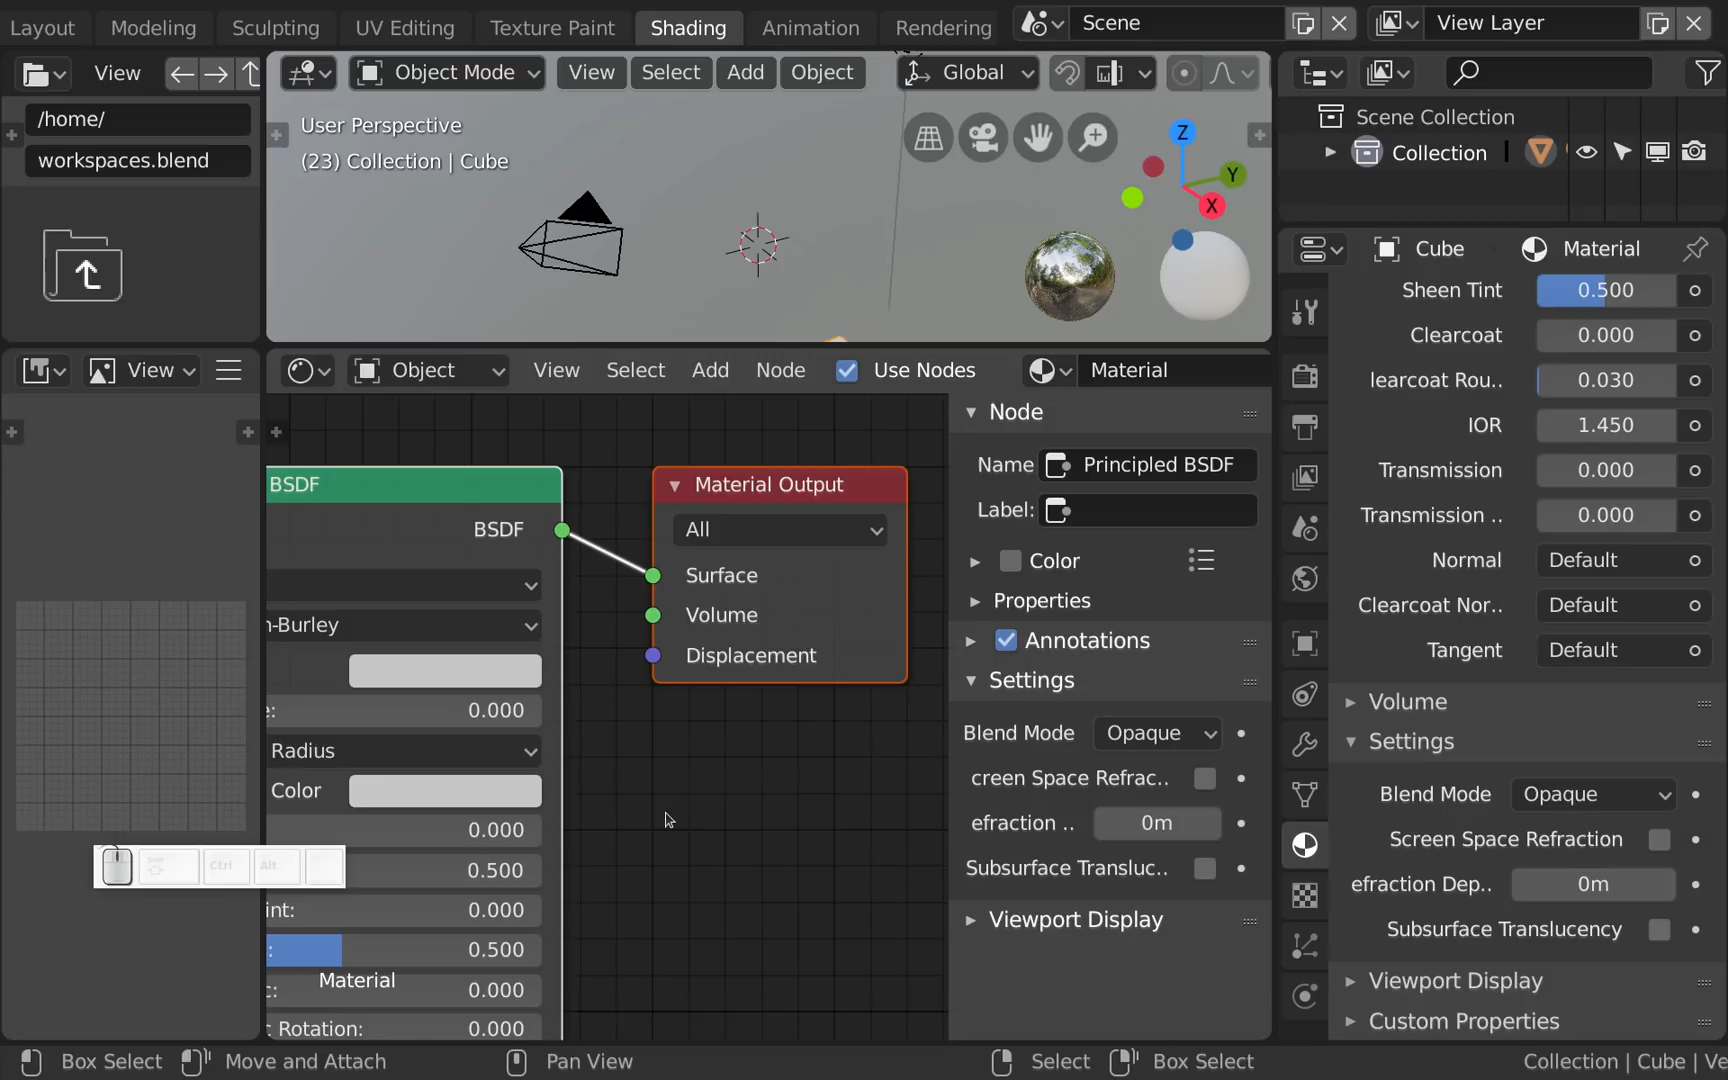 Layout Modeling Sculpting UV Editing Texture Paint Shading Animation Rendering Scene View Layer
View
/home/
workspaces.blend
Object Mode View Select Add Object Global
User Perspective
(23) Collection | Cube
Z
Y
X
Scene Collection
Collection
View
Object View Select Add Node Use Nodes Material
BSDF
BSDF
n-Burley
e: 0.000
Radius
Color
0.000
0.500
int: 0.000
: 0.500
c: 0.000
c Rotation: 0.000
Material
Ctrl Alt
Material Output
All
Surface
Volume
Displacement
Node
Name Principled BSDF
Label:
Color
Properties
Annotations
Settings
Blend Mode Opaque
creen Space Refrac..
efraction .. 0m
Subsurface Transluc..
Viewport Display
Cube Material
Sheen Tint 0.500
Clearcoat 0.000
learcoat Rou.. 0.030
IOR 1.450
Transmission 0.000
Transmission .. 0.000
Normal Default
Clearcoat Nor.. Default
Tangent Default
Volume
Settings
Blend Mode Opaque
Screen Space Refraction
efraction Dep.. 0m
Subsurface Translucency
Viewport Display
Custom Properties
Box Select Move and Attach Pan View Select Box Select Collection | Cube | Ve